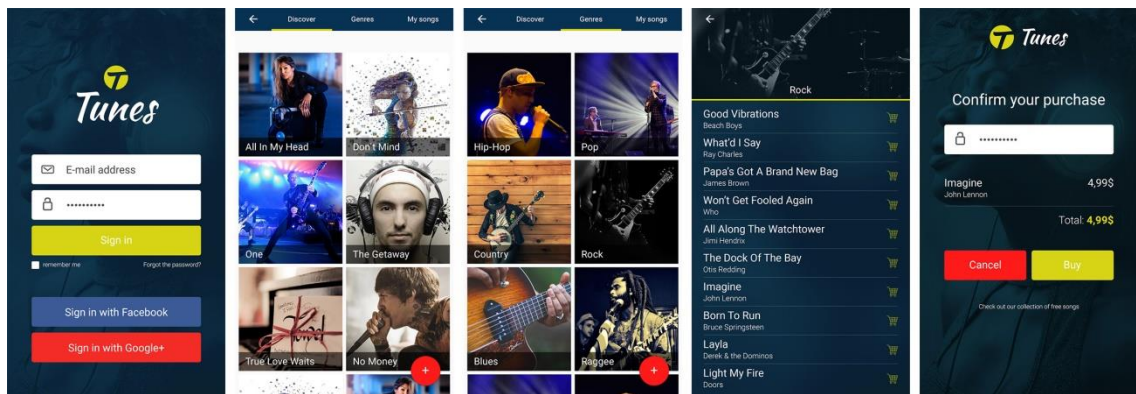 Tunes
E-mail address
Sign in
remember me
Forgot the password?
Sign in with Facebook
Sign in with Google+
Discover
Genres
My songs
All In My Head
Don't Mind
One
The Getaway
True Love Waits
No Money
+
Discover
Genres
My songs
Hip-Hop
Pop
Country
Rock
Blues
Raggee
+
Rock
Good Vibrations
Beach Boys
What'd I Say
Ray Charles
Papa's Got A Brand New Bag
James Brown
Won't Get Fooled Again
Who
All Along The Watchtower
Jimi Hendrix
The Dock Of The Bay
Otis Redding
Imagine
John Lennon
Born To Run
Bruce Springsteen
Layla
Derek & the Dominos
Light My Fire
Doors
Tunes
Confirm your purchase
Imagine 4,99$
John Lennon
Total: 4,99$
Cancel
Buy
Check out our collection of free songs